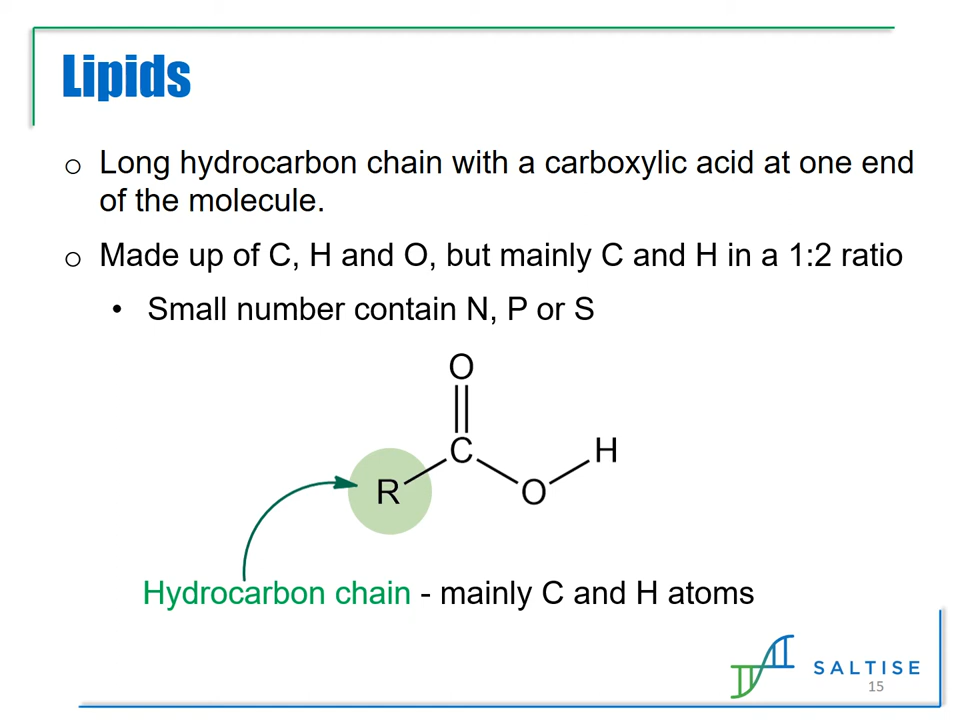 Lipids
o Long hydrocarbon chain with a carboxylic acid at one end
of the molecule.
o Made up of C, H and O, but mainly C and H in a 1:2 ratio
• Small number contain N, P or S
O
C
H
R
O
Hydrocarbon chain - mainly C and H atoms
SALTISE
15